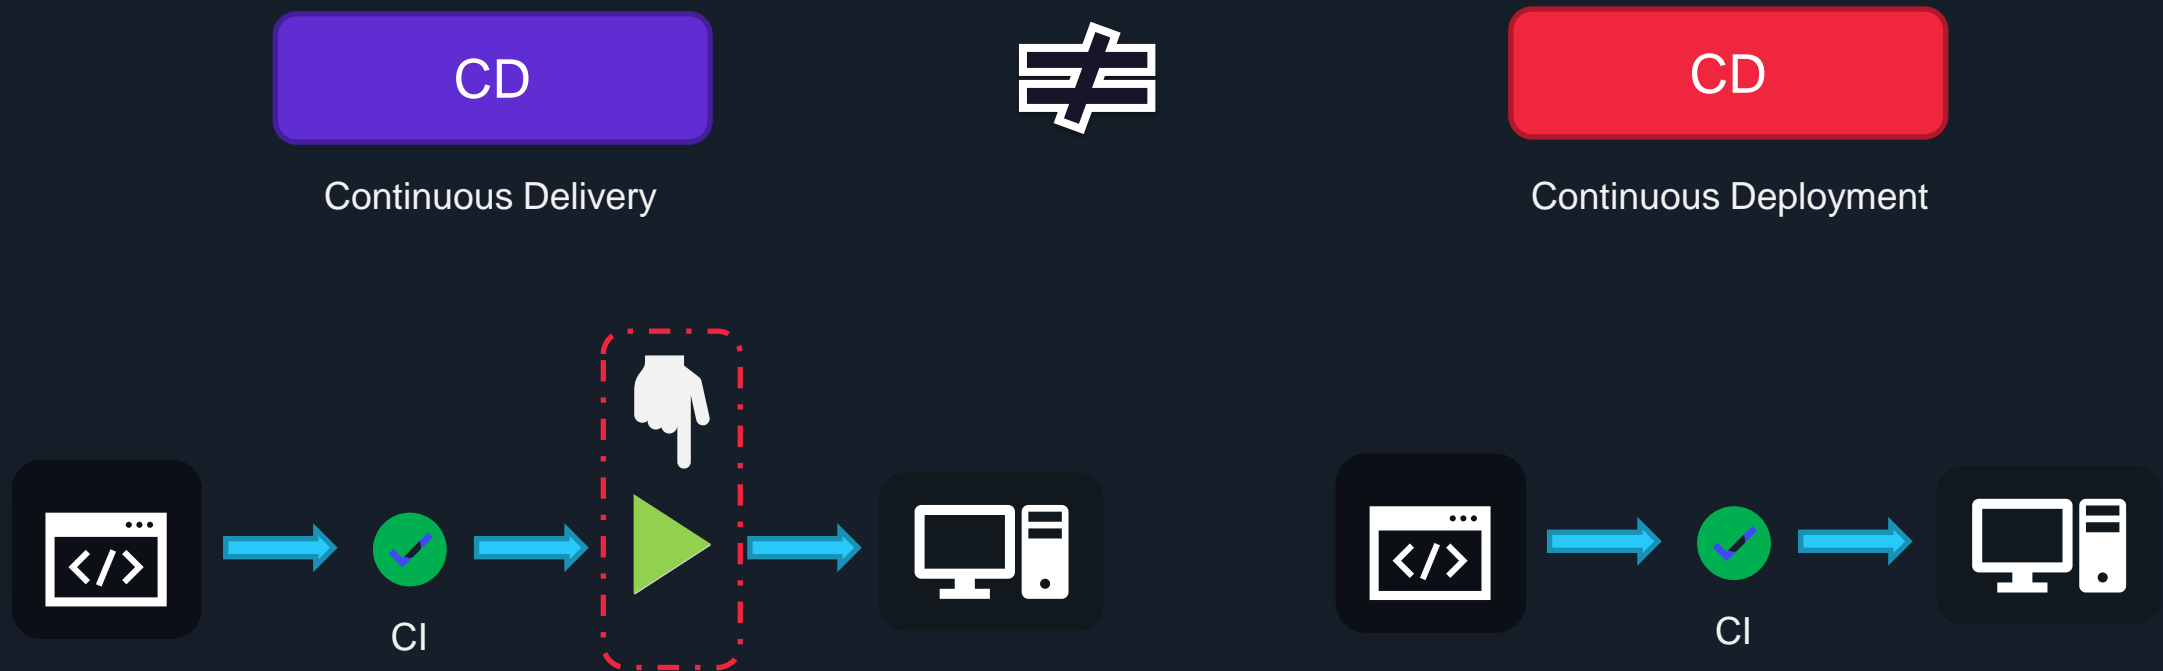 CD
≠
CD
Continuous Delivery
Continuous Deployment
</>
CI
</>
CI